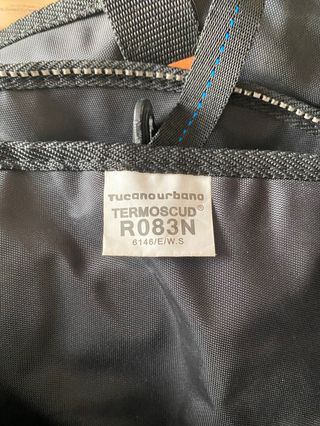 Tucanourbano
TERMOSCUD®
R083N
6146/E/W.S